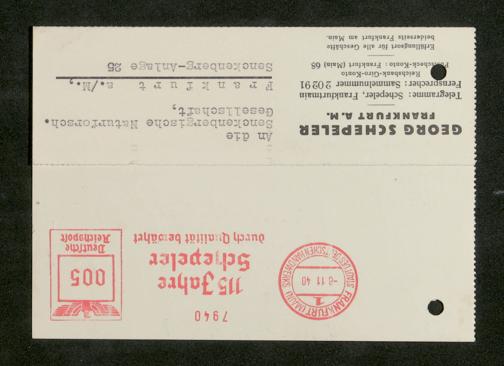 7940
FRANKFURT (MAIN)
1
-8.11.40
115 Jahre
Schepeler
durch Qualität bewährt
005
Deutsche
Reichspost
GEORG SCHEPELER
FRANKFURT A.M.
Telegramme: Schepeler, Frankfurtmain
Fernsprecher: Sammelnummer 20291
Reichsbank-Giro-Konto
Postscheck-Konto: Frankfurt (Main) 68
Erfüllungsort für alle Geschäfte
beiderseits Frankfurt am Main.
An die
Senckenbergische Naturforsch.
Gesellschaft,
Frankfurt a./M.,
Senckenberg-Anlage 25